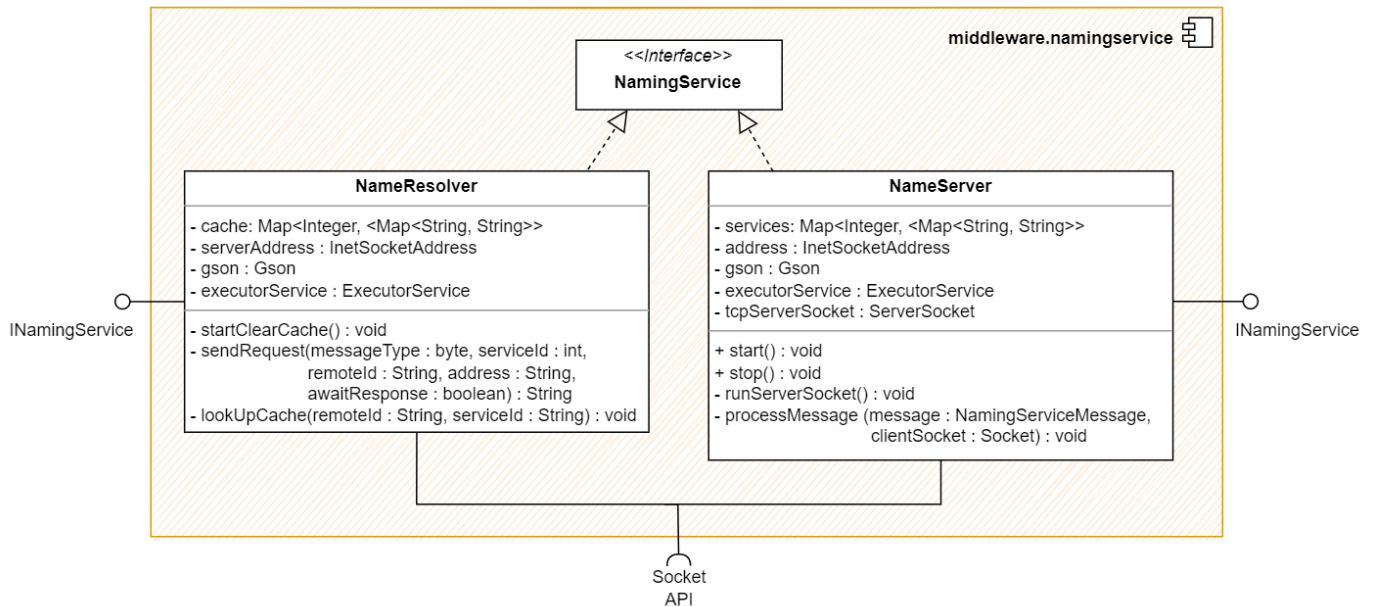 middleware.namingservice
<<Interface>>
NamingService
NameResolver
- cache: Map<Integer, <Map<String, String>>
- serverAddress : InetSocketAddress
- gson : Gson
- executorService : ExecutorService
- startClearCache() : void
- sendRequest(messageType : byte, serviceId : int,
remoteId : String, address : String,
awaitResponse : boolean) : String
- lookUpCache(remoteId : String, serviceId : String) : void
NameServer
- services: Map<Integer, <Map<String, String>>
- address : InetSocketAddress
- gson : Gson
- executorService : ExecutorService
- tcpServerSocket : ServerSocket
+ start() : void
+ stop() : void
- runServerSocket() : void
- processMessage (message : NamingServiceMessage,
clientSocket : Socket) : void
INamingService
INamingService
Socket
API